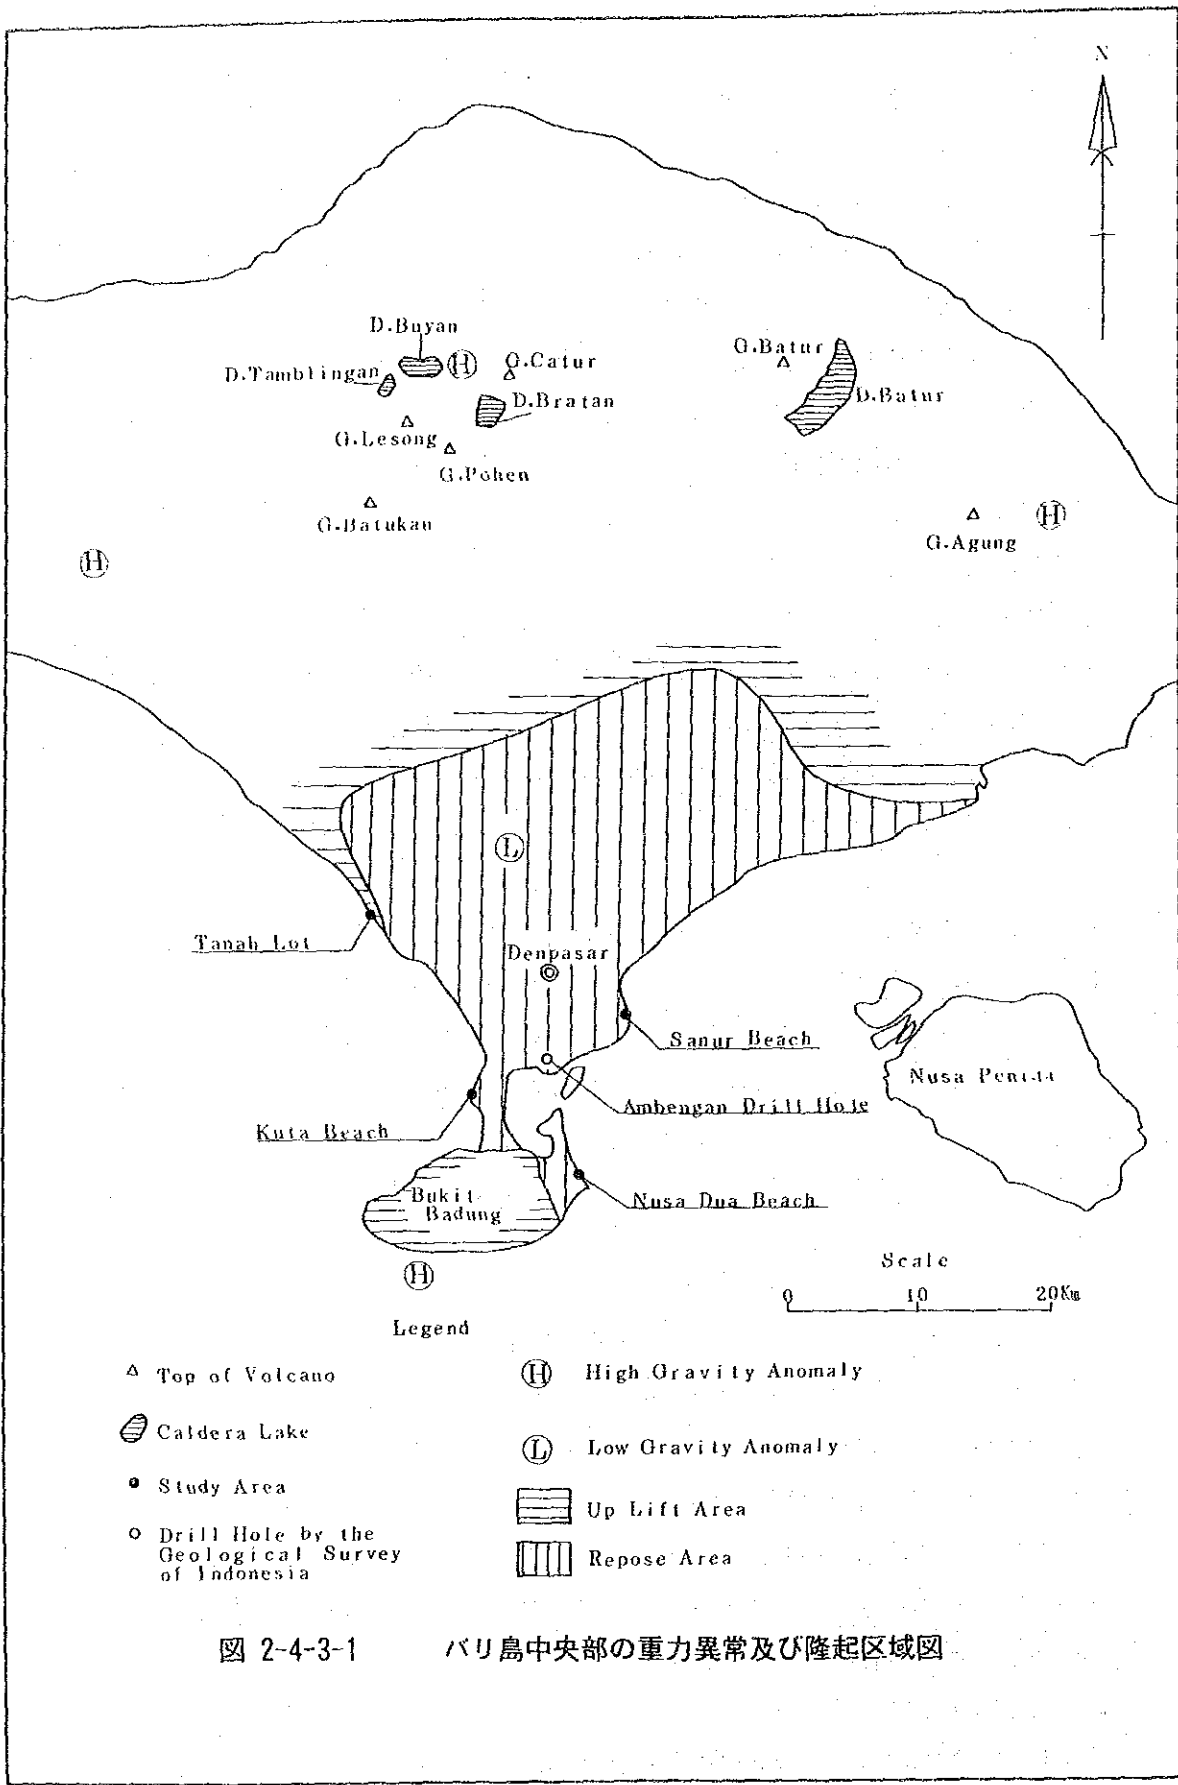 N
D.Buyan
H
G.Catur
G.Batur
D.Tamblingan
D.Bratan
D.Batur
G.Lesong
G.Pohen
G.Batukau
H
G.Agung
H
L
Tanah Lot
Denpasar
Sanur Beach
Nusa Penida
Ambengan Drill Hole
Kuta Beach
Bukit
Badung
Nusa Dua Beach
H
Scale
0 10 20Km
Legend
Top of Volcano
H High Gravity Anomaly
Caldera Lake
L Low Gravity Anomaly
Study Area
Up Lift Area
Drill Hole by the
Geological Survey
of Indonesia
Repose Area
図 2-4-3-1 バリ島中央部の重力異常及び隆起区域図